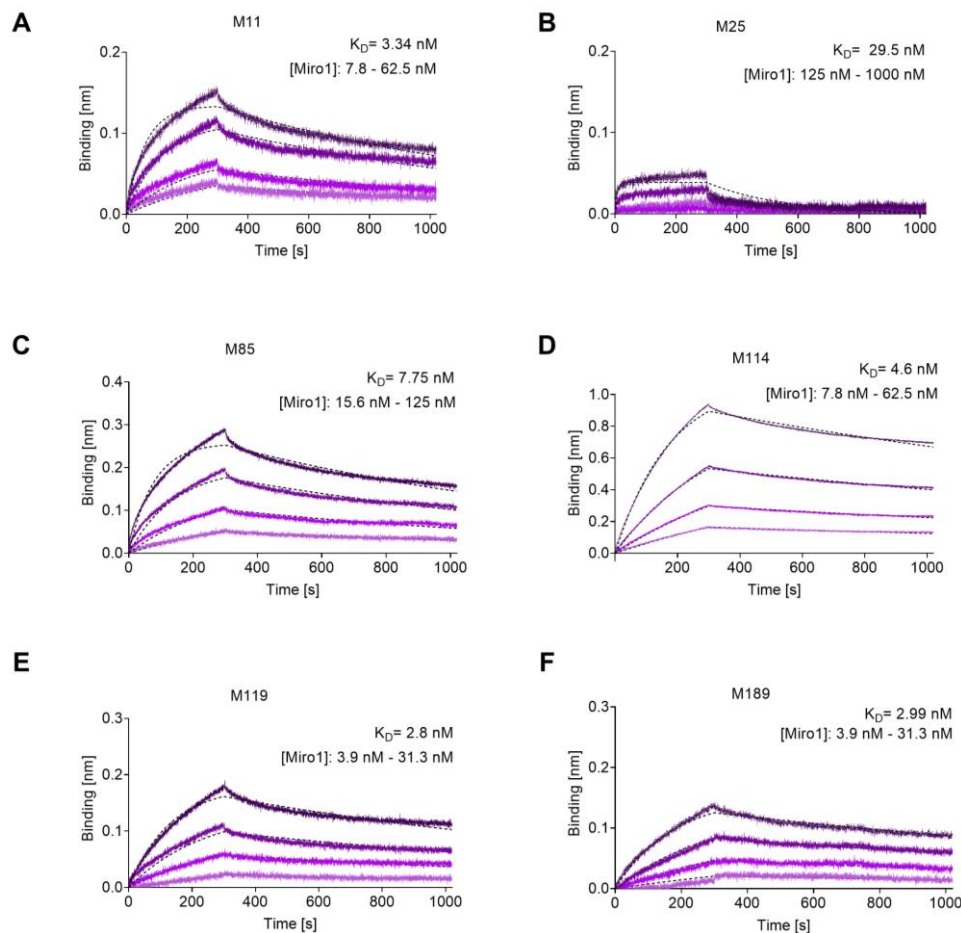 A
M11
K_D= 3.34 nM
[Miro1]: 7.8 - 62.5 nM
Binding [nm]
0.2
0.1
0.0
0 200 400 600 800 1000
Time [s]
B
M25
K_D= 29.5 nM
[Miro1]: 125 nM - 1000 nM
Binding [nm]
0.2
0.1
0.0
0 200 400 600 800 1000
Time [s]
C
M85
K_D= 7.75 nM
[Miro1]: 15.6 nM - 125 nM
Binding [nm]
0.4
0.3
0.2
0.1
0.0
0 200 400 600 800 1000
Time [s]
D
M114
K_D= 4.6 nM
[Miro1]: 7.8 nM - 62.5 nM
Binding [nm]
1.0
0.8
0.6
0.4
0.2
0.0
0 200 400 600 800 1000
Time [s]
E
M119
K_D= 2.8 nM
[Miro1]: 3.9 nM - 31.3 nM
Binding [nm]
0.3
0.2
0.1
0.0
0 200 400 600 800 1000
Time [s]
F
M189
K_D= 2.99 nM
[Miro1]: 3.9 nM - 31.3 nM
Binding [nm]
0.3
0.2
0.1
0.0
0 200 400 600 800 1000
Time [s]